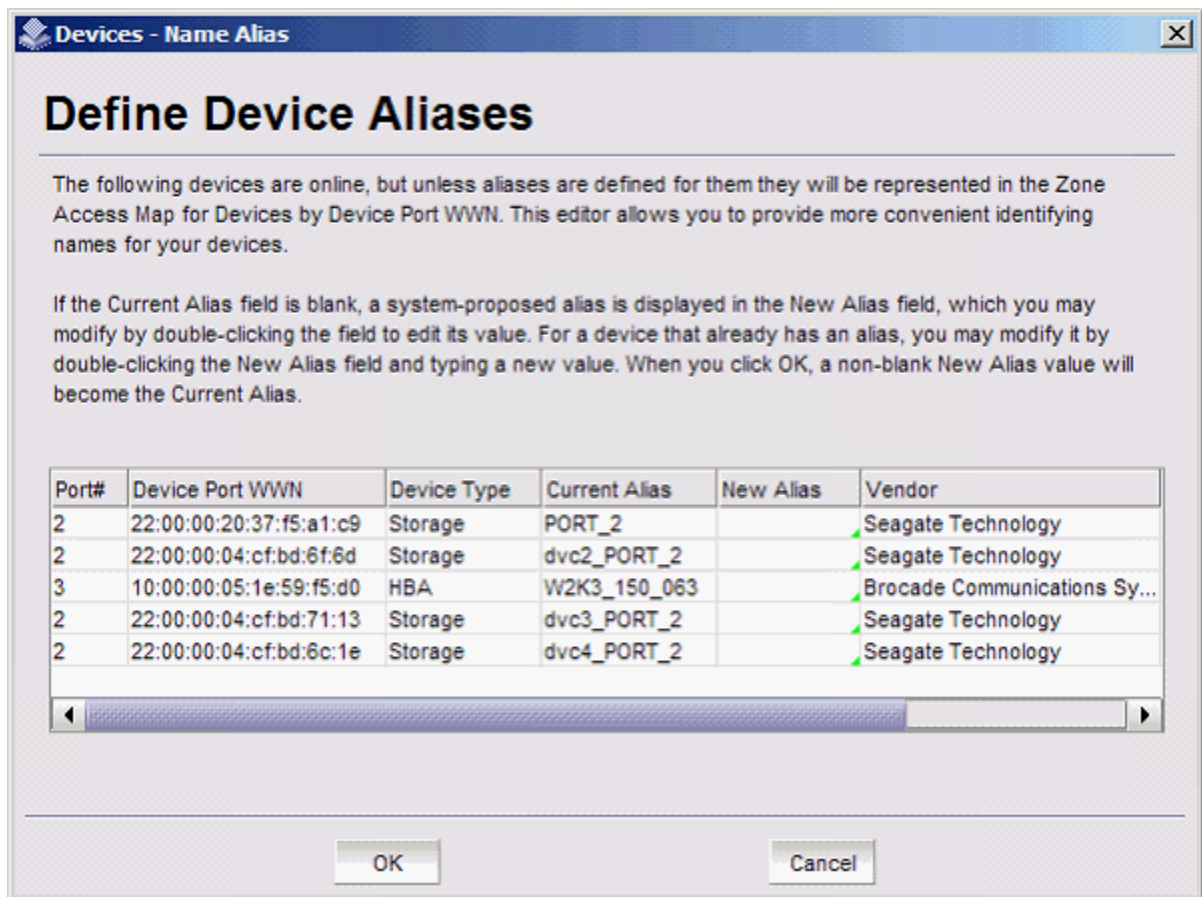 Devices - Name Alias
Define Device Aliases
The following devices are online, but unless aliases are defined for them they will be represented in the Zone
Access Map for Devices by Device Port WWN. This editor allows you to provide more convenient identifying
names for your devices.
If the Current Alias field is blank, a system-proposed alias is displayed in the New Alias field, which you may
modify by double-clicking the field to edit its value. For a device that already has an alias, you may modify it by
double-clicking the New Alias field and typing a new value. When you click OK, a non-blank New Alias value will
become the Current Alias.
Port# Device Port WWN Device Type Current Alias New Alias Vendor
2 22:00:00:20:37:f5:a1:c9 Storage PORT_2 Seagate Technology
2 22:00:00:04:cf:bd:6f:6d Storage dvc2_PORT_2 Seagate Technology
3 10:00:00:05:1e:59:f5:d0 HBA W2K3_150_063 Brocade Communications Sy...
2 22:00:00:04:cf:bd:71:13 Storage dvc3_PORT_2 Seagate Technology
2 22:00:00:04:cf:bd:6c:1e Storage dvc4_PORT_2 Seagate Technology
OK Cancel